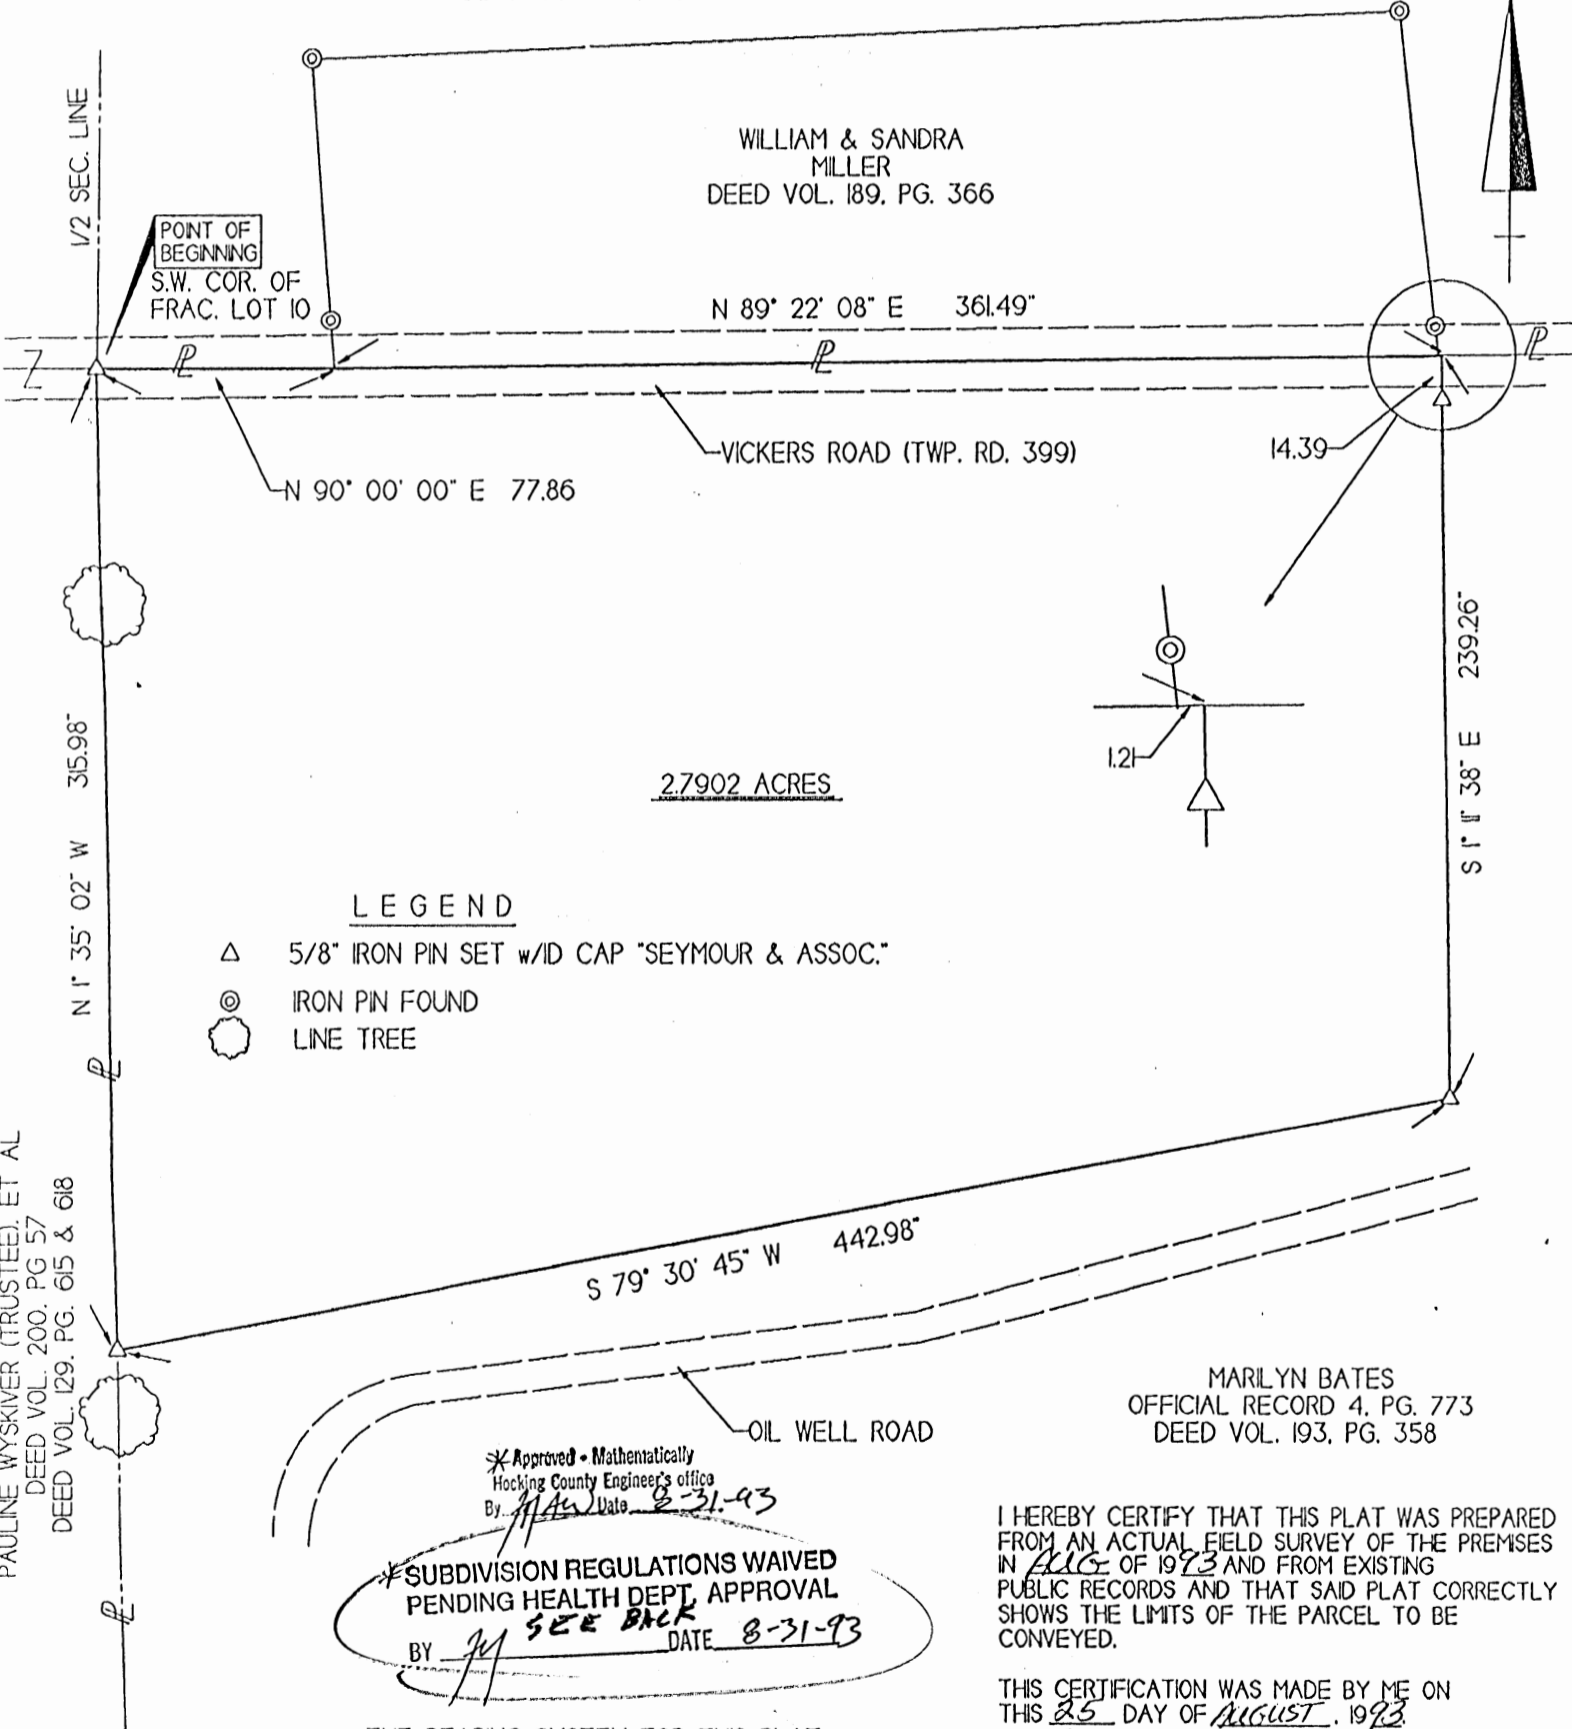 1/2 SEC. LINE
WILLIAM & SANDRA
MILLER
DEED VOL. 189, PG. 366
POINT OF
BEGINNING
S.W. COR. OF
FRAC. LOT 10
N 89° 22' 08" E 361.49"
PL
PL
PL
VICKERS ROAD (TWP. RD. 399)
14.39
N 90° 00' 00" E 77.86
N 1° 35' 02" W 315.98"
S 1° 11' 38" E 239.26"
1.21
2.7902 ACRES
LEGEND
5/8" IRON PIN SET w/ID CAP "SEYMOUR & ASSOC."
IRON PIN FOUND
LINE TREE
PL
PAULINE WYSKIVER (TRUSTEE), ET AL
DEED VOL. 200, PG 57
DEED VOL. 129, PG. 615 & 618
S 79° 30' 45" W 442.98"
OIL WELL ROAD
MARILYN BATES
OFFICIAL RECORD 4, PG. 773
DEED VOL. 193, PG. 358
* Approved - Mathematically
Hocking County Engineer's office
By Date 8-31-93
* SUBDIVISION REGULATIONS WAIVED
PENDING HEALTH DEPT. APPROVAL
SEE BACK
BY DATE 8-31-93
PL
I HEREBY CERTIFY THAT THIS PLAT WAS PREPARED
FROM AN ACTUAL FIELD SURVEY OF THE PREMISES
IN AUG OF 1993 AND FROM EXISTING
PUBLIC RECORDS AND THAT SAID PLAT CORRECTLY
SHOWS THE LIMITS OF THE PARCEL TO BE
CONVEYED.
THIS CERTIFICATION WAS MADE BY ME ON
THIS 25 DAY OF AUGUST, 1993.